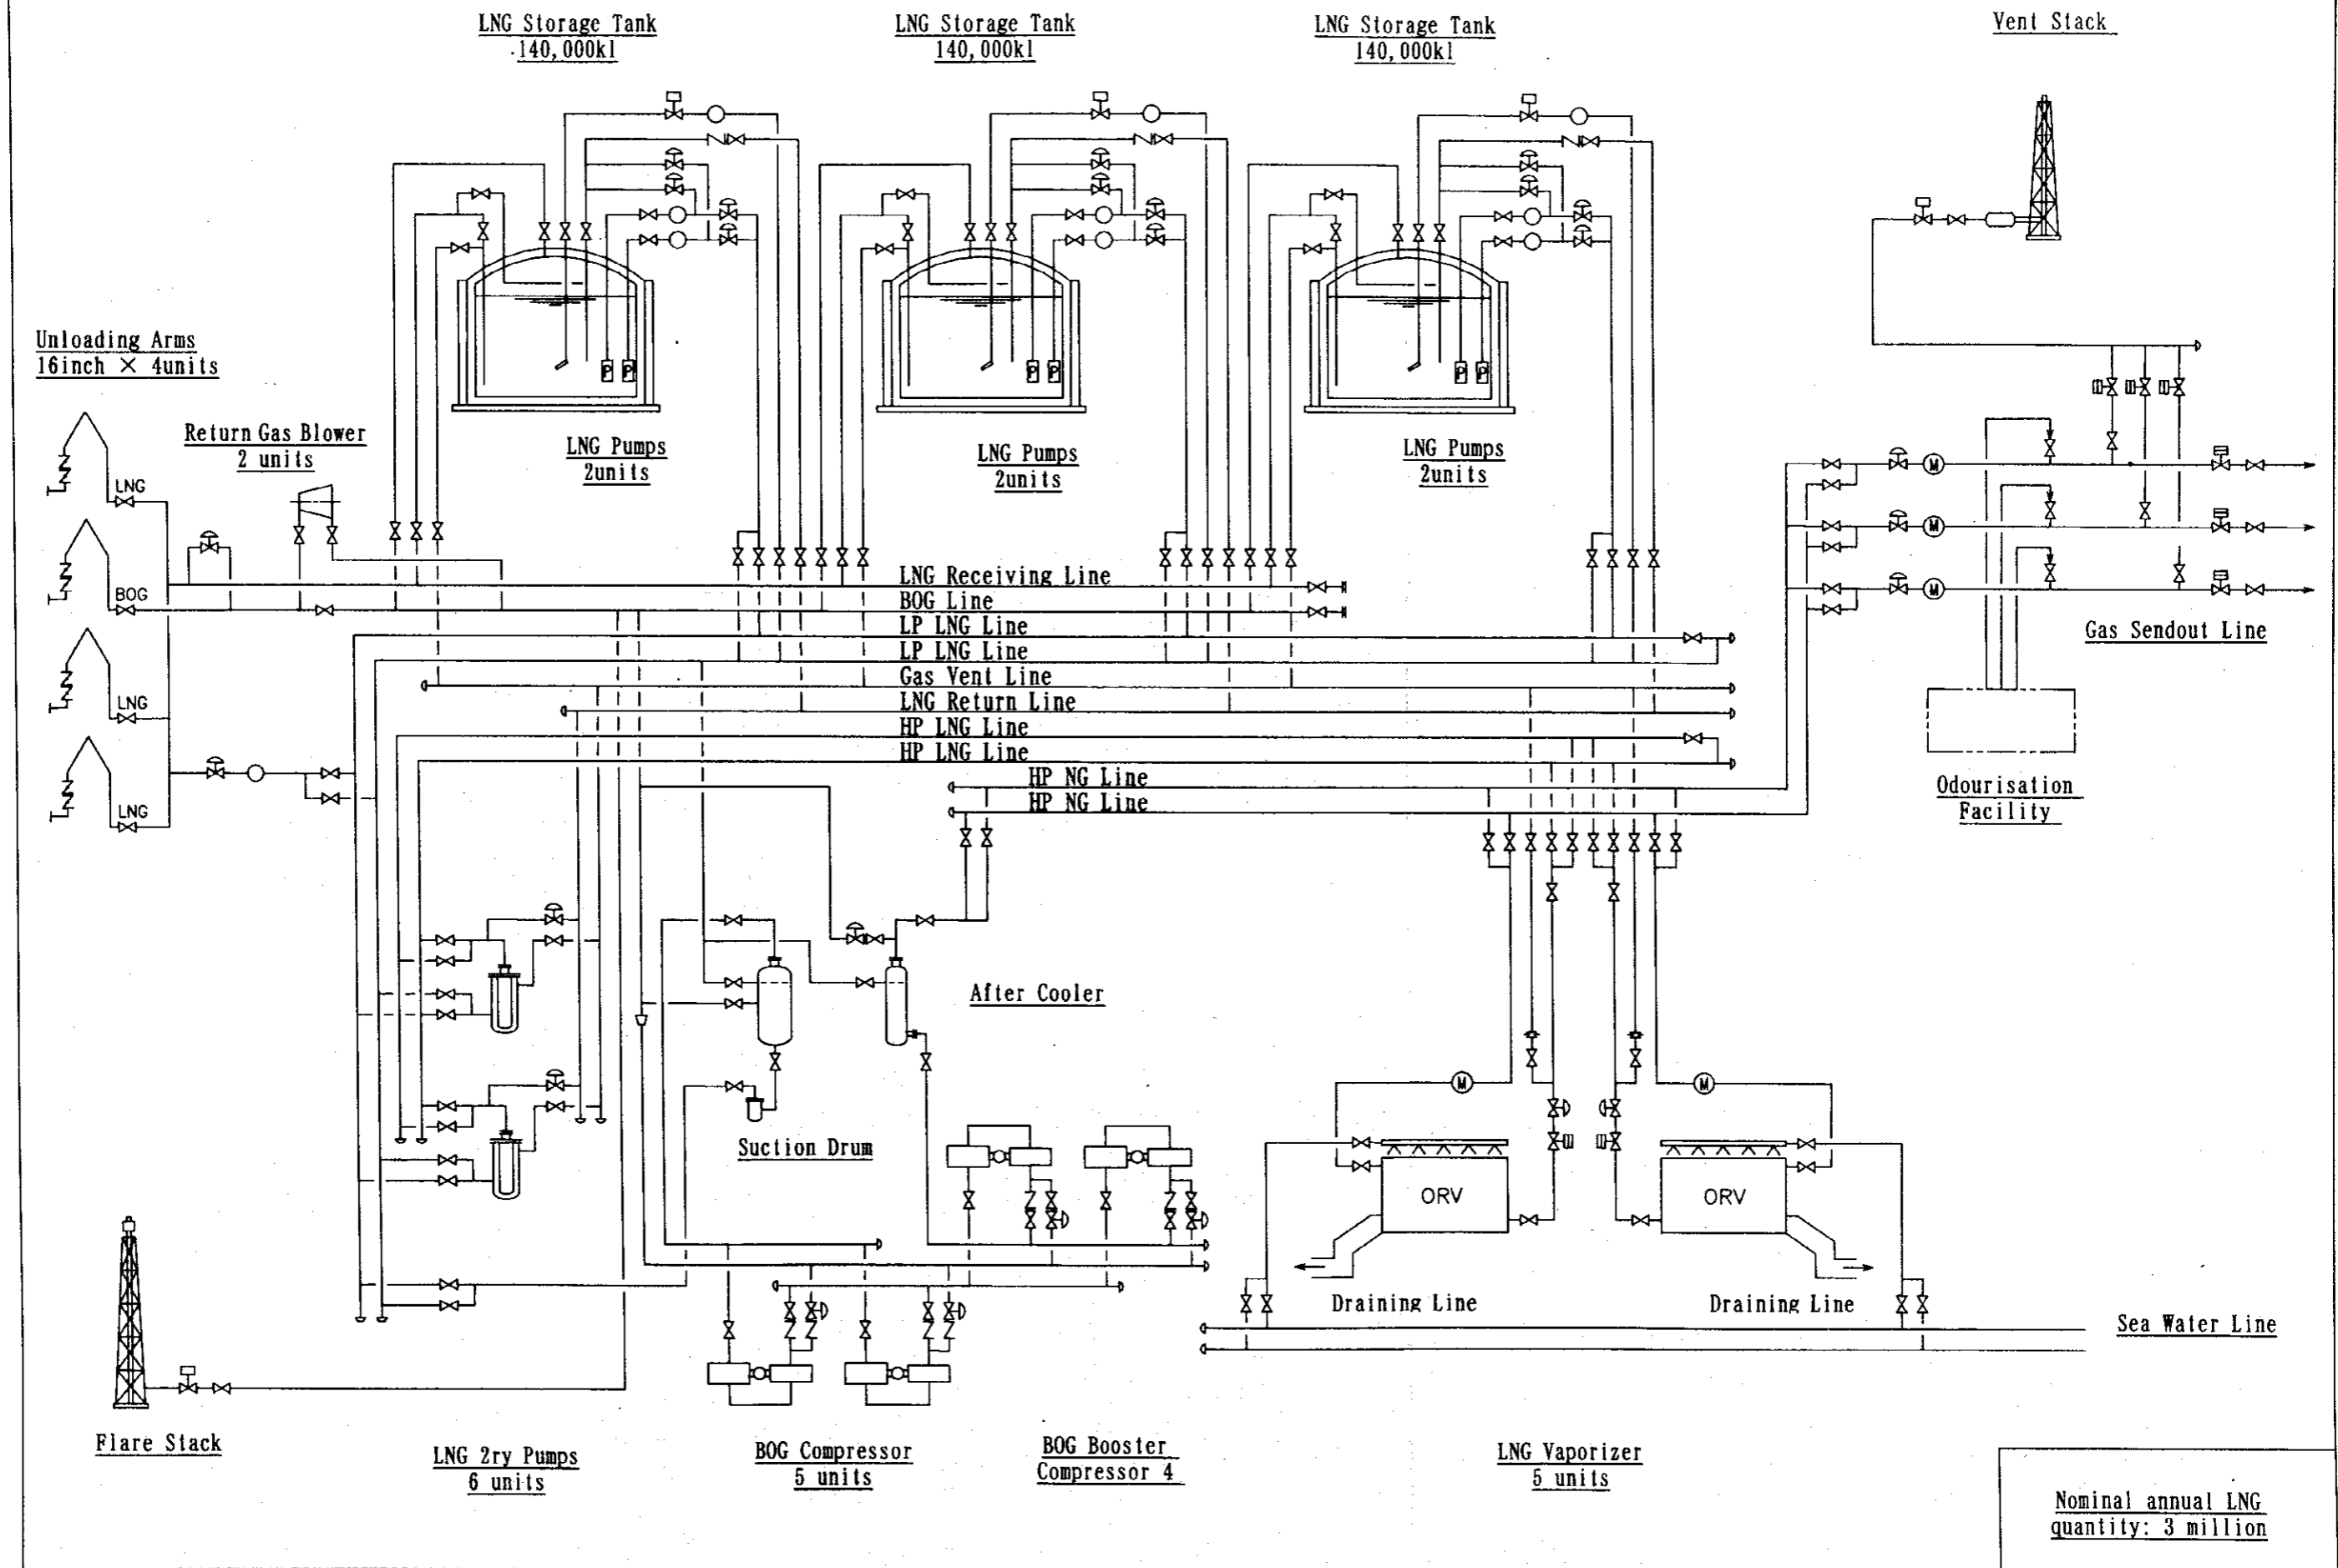 LNG Storage Tank
140,000kl
LNG Storage Tank
140,000kl
LNG Storage Tank
140,000kl
Vent Stack
Unloading Arms
16inch × 4units
Return Gas Blower
2 units
LNG Pumps
2units
LNG Pumps
2units
LNG Pumps
2units
P P
P P
P P
LNG
BOG
LNG
LNG
M
M
M
LNG Receiving Line
BOG Line
LP LNG Line
LP LNG Line
Gas Vent Line
LNG Return Line
HP LNG Line
HP LNG Line
HP NG Line
HP NG Line
Gas Sendout Line
Odourisation
Facility
After Cooler
Suction Drum
M
M
ORV
ORV
Draining Line
Draining Line
Sea Water Line
Flare Stack
LNG 2ry Pumps
6 units
BOG Compressor
5 units
BOG Booster
Compressor 4
LNG Vaporizer
5 units
Nominal annual LNG
quantity: 3 million